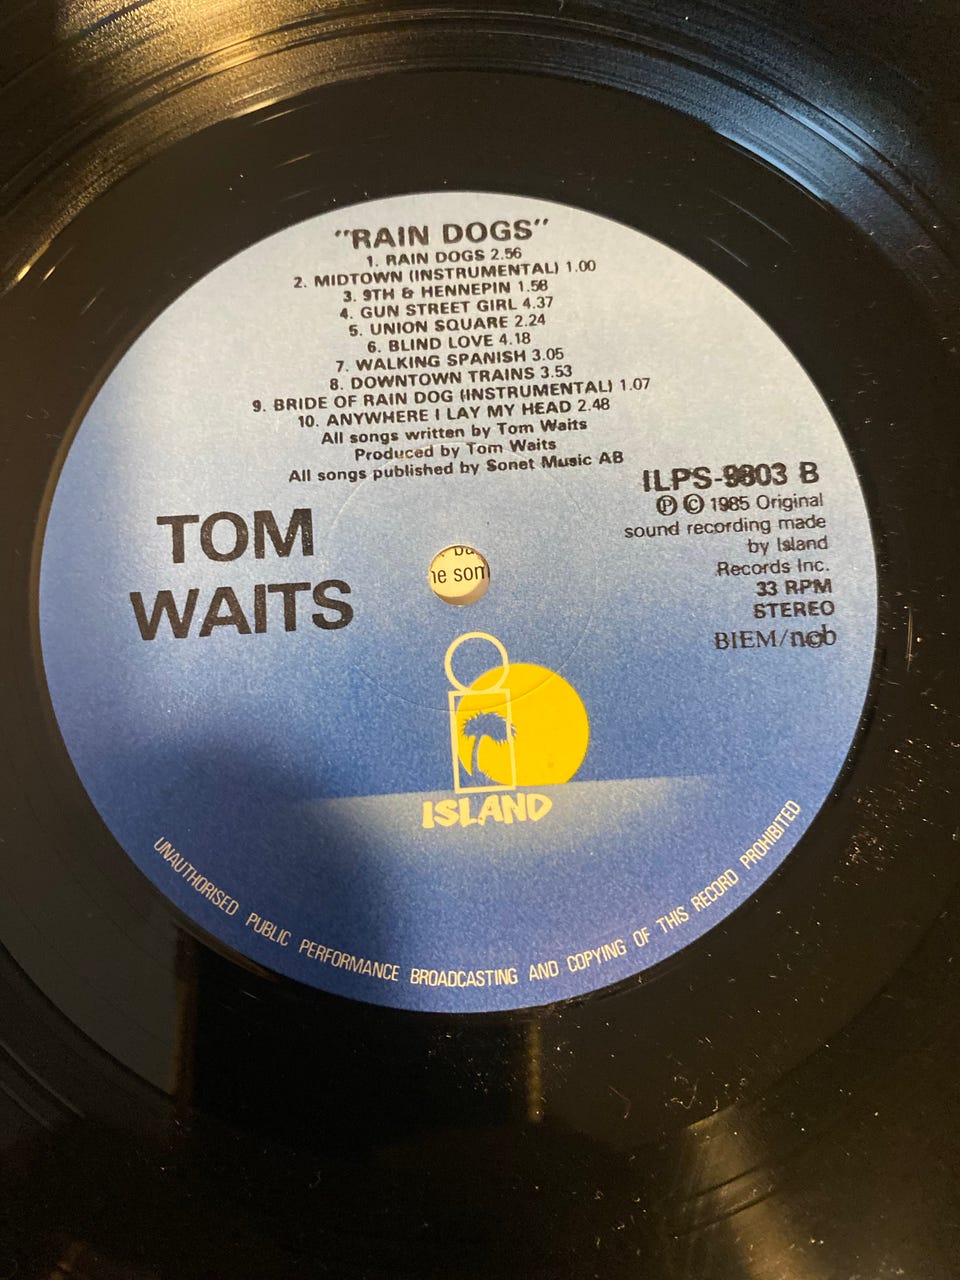 "RAIN DOGS"
1. RAIN DOGS 2.56
2. MIDTOWN (INSTRUMENTAL) 1.00
3. 9TH & HENNEPIN 1.58
4. GUN STREET GIRL 4.37
5. UNION SQUARE 2.24
6. BLIND LOVE 4.18
7. WALKING SPANISH 3.05
8. DOWNTOWN TRAINS 3.53
9. BRIDE OF RAIN DOG (INSTRUMENTAL) 1.07
10. ANYWHERE I LAY MY HEAD 2.48
All songs written by Tom Waits
Produced by Tom Waits
All songs published by Sonet Music AB
TOM
WAITS
ILPS-9803 B
Ⓟ © 1985 Original
sound recording made
by Island
Records Inc.
33 RPM
STEREO
BIEM/ncb
ISLAND
UNAUTHORISED PUBLIC PERFORMANCE BROADCASTING AND COPYING OF THIS RECORD PROHIBITED